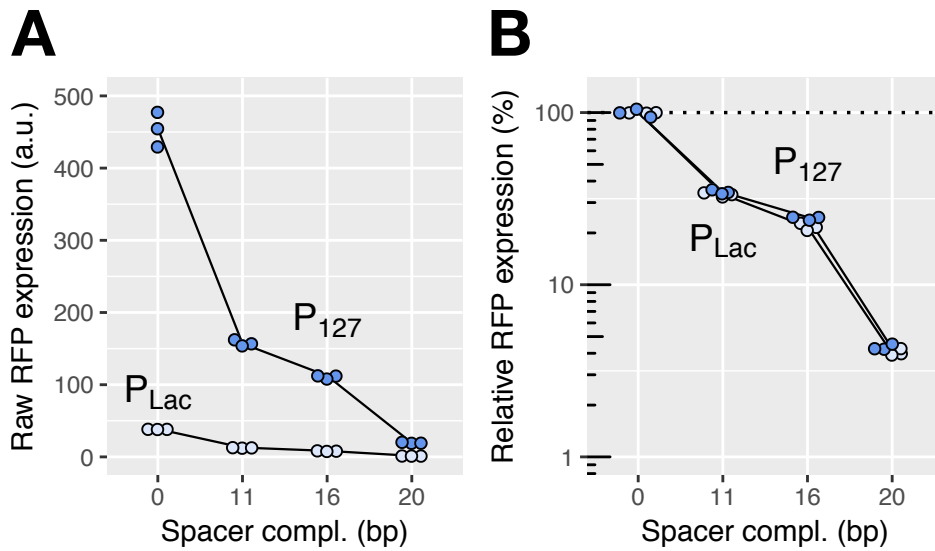 A
Raw RFP expression (a.u.)
500
400
300
200
100
0
P127
PLac
0 11 16 20
Spacer compl. (bp)
B
Relative RFP expression (%)
100
10
1
P127
PLac
0 11 16 20
Spacer compl. (bp)